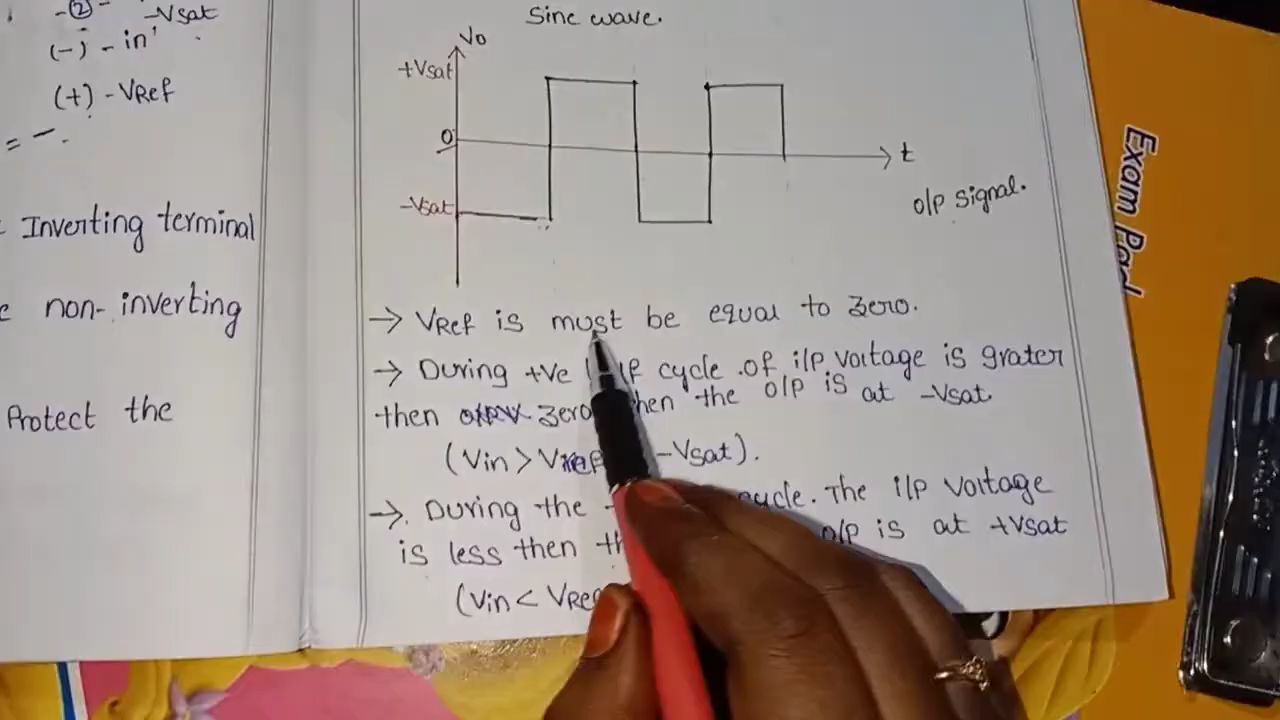 -②- -Vsat
(-) - in'
(+) - VRef
= -.
Inverting terminal
non-inverting
Protect the
Sine wave.
Vo
+Vsat
0
-Vsat
t
o/p signal.
→ VRef is must be equal to zero.
→ During +ve cycle of i/p voltage is grater
then zero then the o/p is at -Vsat.
(Vin > Vref -Vsat).
→. During the cycle. The i/p voltage
is less then o/p is at +Vsat
(Vin < VRef
Exam Pad